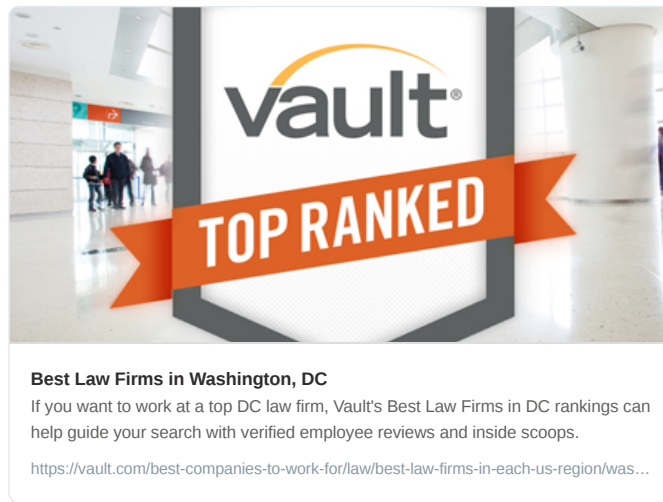 vault®
TOP RANKED
Best Law Firms in Washington, DC
If you want to work at a top DC law firm, Vault's Best Law Firms in DC rankings can
help guide your search with verified employee reviews and inside scoops.
https://vault.com/best-companies-to-work-for/law/best-law-firms-in-each-us-region/was…